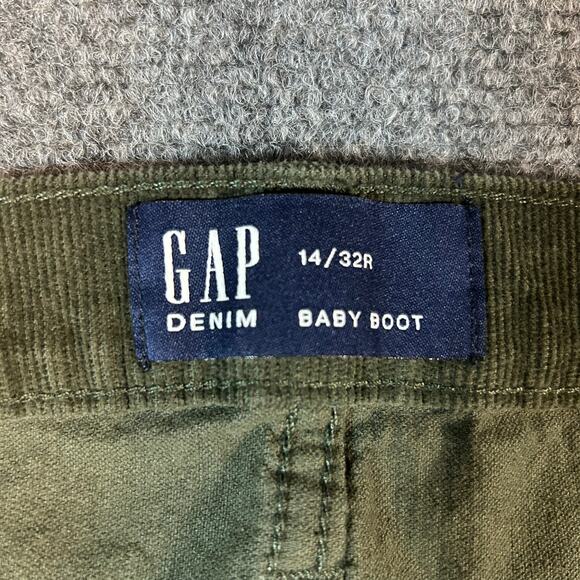 GAP
DENIM
14/32R
BABY BOOT